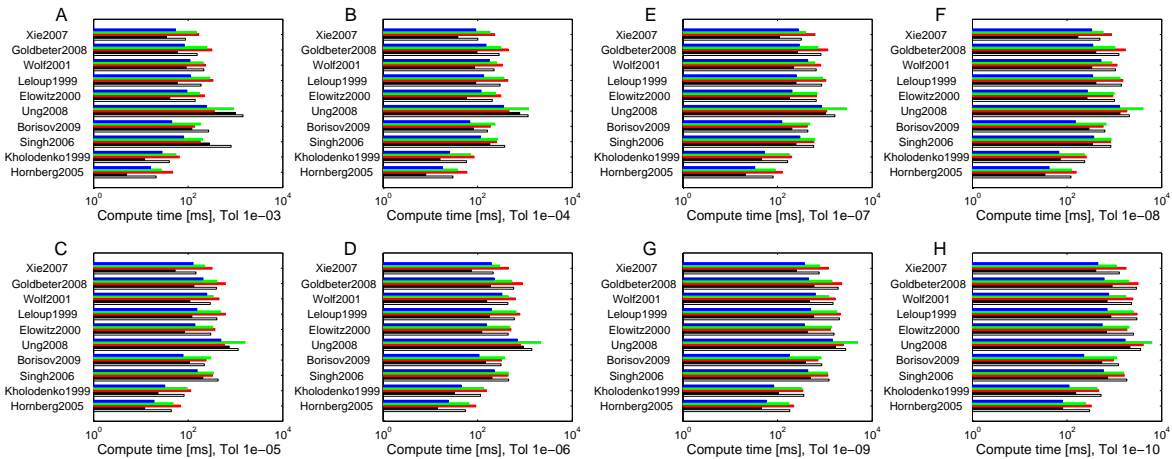 A
Xie2007
Goldbeter2008
Wolf2001
Leloup1999
Elowitz2000
Ung2008
Borisov2009
Singh2006
Kholodenko1999
Hornberg2005
10^0 10^2 10^4
Compute time [ms], Tol 1e−03
B
Xie2007
Goldbeter2008
Wolf2001
Leloup1999
Elowitz2000
Ung2008
Borisov2009
Singh2006
Kholodenko1999
Hornberg2005
10^0 10^2 10^4
Compute time [ms], Tol 1e−04
E
Xie2007
Goldbeter2008
Wolf2001
Leloup1999
Elowitz2000
Ung2008
Borisov2009
Singh2006
Kholodenko1999
Hornberg2005
10^0 10^2 10^4
Compute time [ms], Tol 1e−07
F
Xie2007
Goldbeter2008
Wolf2001
Leloup1999
Elowitz2000
Ung2008
Borisov2009
Singh2006
Kholodenko1999
Hornberg2005
10^0 10^2 10^4
Compute time [ms], Tol 1e−08
C
Xie2007
Goldbeter2008
Wolf2001
Leloup1999
Elowitz2000
Ung2008
Borisov2009
Singh2006
Kholodenko1999
Hornberg2005
10^0 10^2 10^4
Compute time [ms], Tol 1e−05
D
Xie2007
Goldbeter2008
Wolf2001
Leloup1999
Elowitz2000
Ung2008
Borisov2009
Singh2006
Kholodenko1999
Hornberg2005
10^0 10^2 10^4
Compute time [ms], Tol 1e−06
G
Xie2007
Goldbeter2008
Wolf2001
Leloup1999
Elowitz2000
Ung2008
Borisov2009
Singh2006
Kholodenko1999
Hornberg2005
10^0 10^2 10^4
Compute time [ms], Tol 1e−09
H
Xie2007
Goldbeter2008
Wolf2001
Leloup1999
Elowitz2000
Ung2008
Borisov2009
Singh2006
Kholodenko1999
Hornberg2005
10^0 10^2 10^4
Compute time [ms], Tol 1e−10